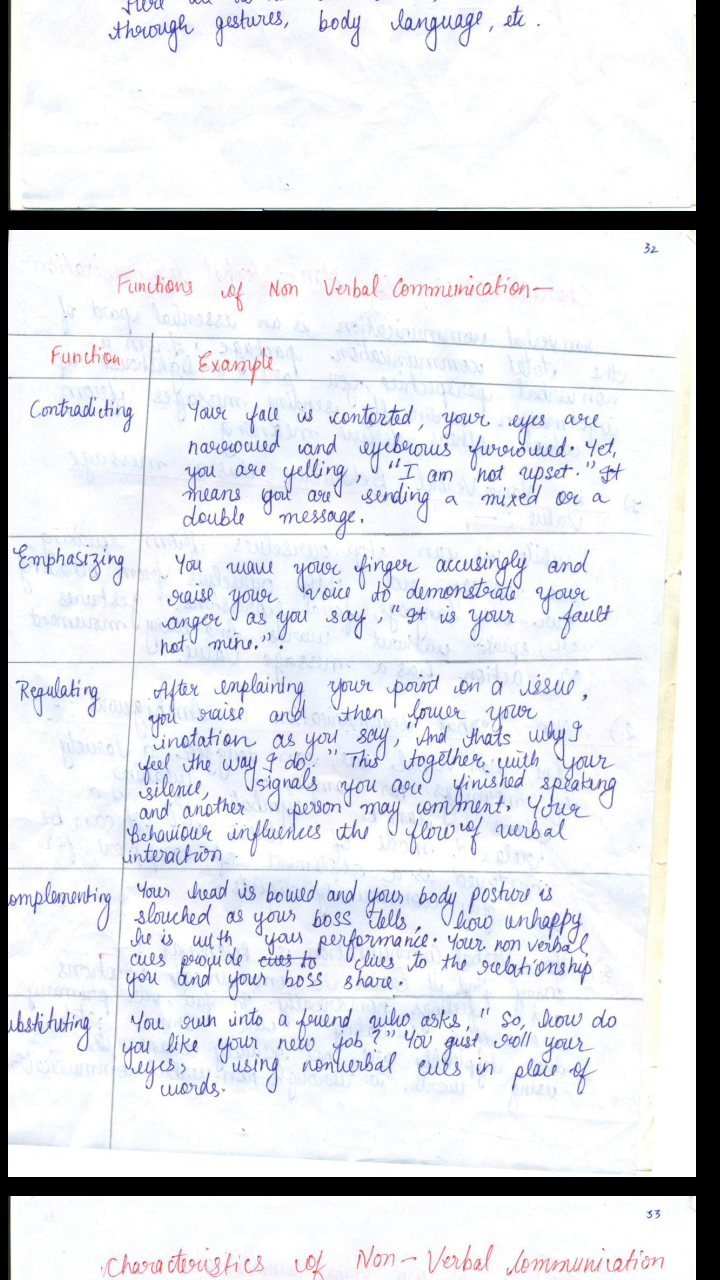 Here
through gestures, body language, etc.
32
Functions of Non Verbal Communication—
Function
Example
Contradicting
Your face is contorted, your eyes are
narrowed and eyebrows furrowed. Yet,
you are yelling, "I am not upset." It
means you are sending a mixed or a
double message.
Emphasizing
You wave your finger accusingly and
raise your voice to demonstrate your
anger as you say, "It is your fault
not mine.".
Regulating
After explaining your point on a issue,
you raise and then lower your
inotation as you say, "And thats why I
feel the way I do." This together with your
silence, signals you are finished speaking
and another person may comment. Your
Behaviour influences the flow of verbal
interaction
omplementing
Your head is bowed and your body posture is
slouched as your boss tells, how unhappy
he is with your performance. Your non verbal
cues provide cues to clues to the relationship
you and your boss share.
ubstituting
You run into a friend who asks, "So, how do
you like your new job?" You just roll your
eyes, using nonverbal cues in place of
words.
33
Characteristics of Non-Verbal Communication